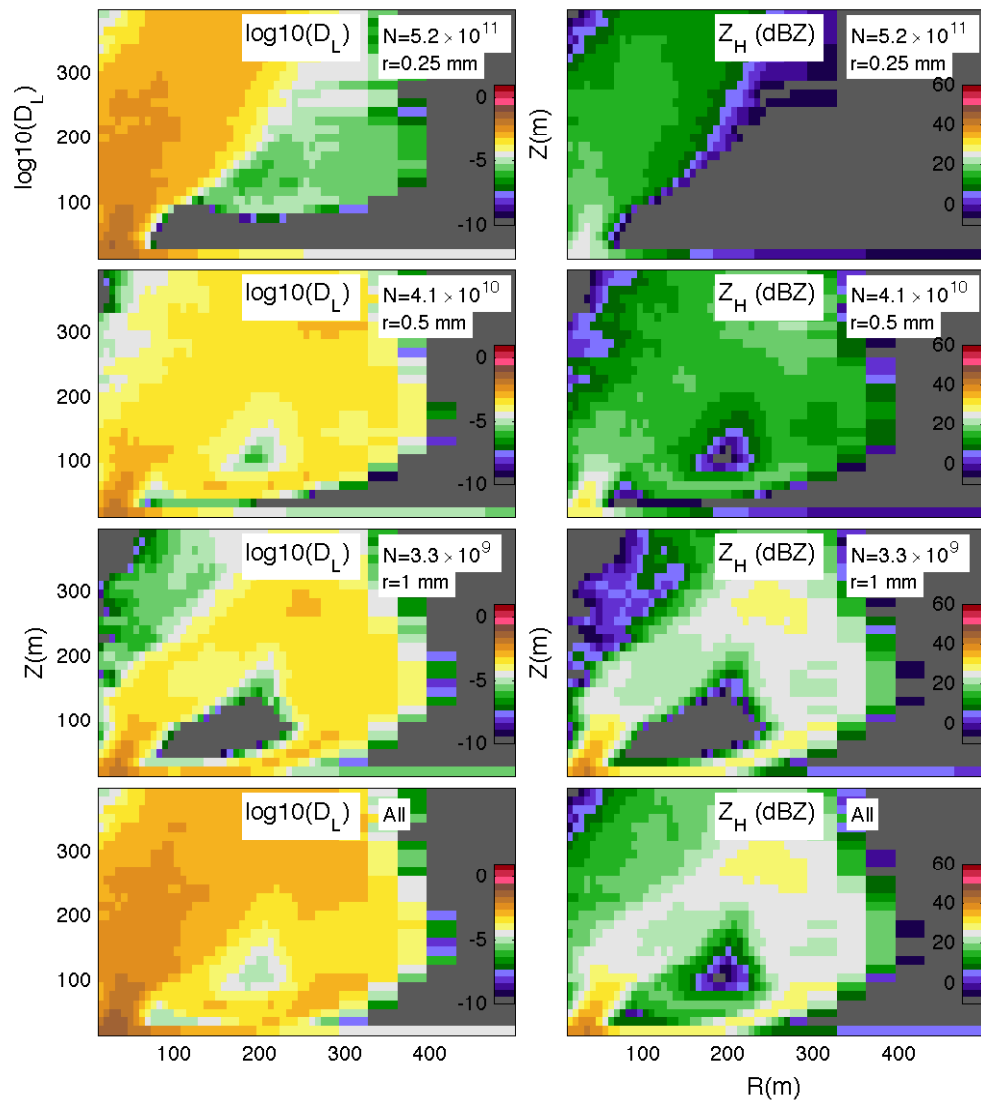 log10(D_L) N=5.2 × 10^11 r=0.25 mm
log10(D_L)
300
200
100
0
-5
-10
Z_H (dBZ) N=5.2 × 10^11 r=0.25 mm
Z(m)
60
40
20
0
log10(D_L) N=4.1 × 10^10 r=0.5 mm
300
200
100
0
-5
-10
Z_H (dBZ) N=4.1 × 10^10 r=0.5 mm
60
40
20
0
log10(D_L) N=3.3 × 10^9 r=1 mm
Z(m)
300
200
100
0
-5
-10
Z_H (dBZ) N=3.3 × 10^9 r=1 mm
Z(m)
60
40
20
0
log10(D_L) All
300
200
100
0
-5
-10
100 200 300 400
Z_H (dBZ) All
60
40
20
0
100 200 300 400
R(m)